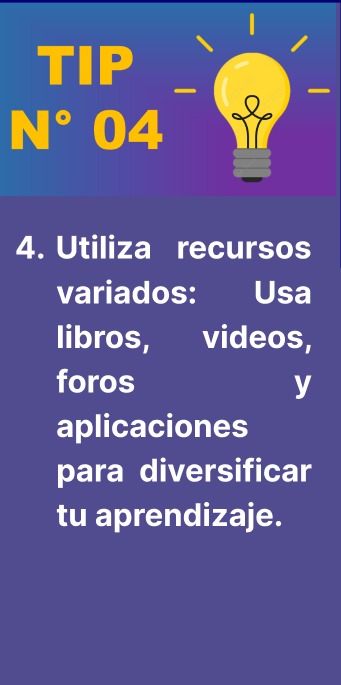 TIP
N° 04
4. Utiliza recursos
variados: Usa
libros, videos,
foros y
aplicaciones
para diversificar
tu aprendizaje.